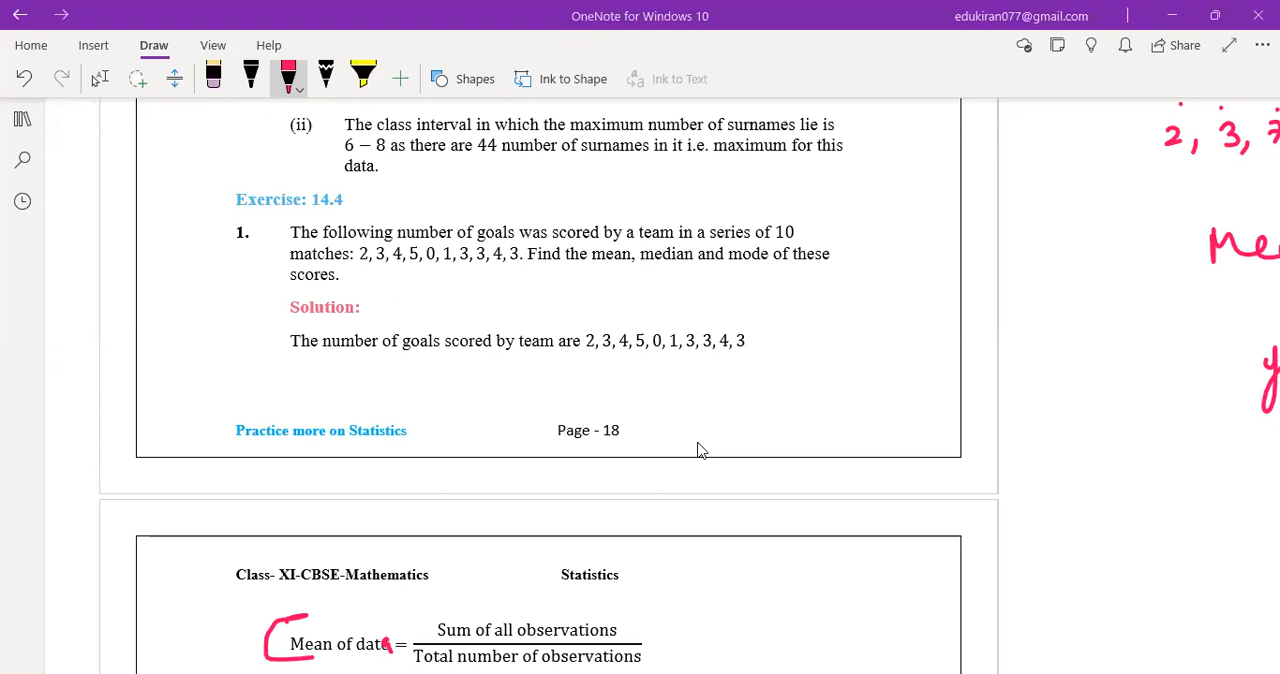 OneNote for Windows 10
edukiran077@gmail.com
Home Insert Draw View Help
Share
Shapes Ink to Shape Ink to Text
(ii) The class interval in which the maximum number of surnames lie is
6 − 8 as there are 44 number of surnames in it i.e. maximum for this
data.
Exercise: 14.4
1. The following number of goals was scored by a team in a series of 10
matches: 2, 3, 4, 5, 0, 1, 3, 3, 4, 3. Find the mean, median and mode of these
scores.
Solution:
The number of goals scored by team are 2, 3, 4, 5, 0, 1, 3, 3, 4, 3
Practice more on Statistics Page - 18
Class- XI-CBSE-Mathematics Statistics
Mean of data =
Sum of all observations
Total number of observations
2, 3,
Me